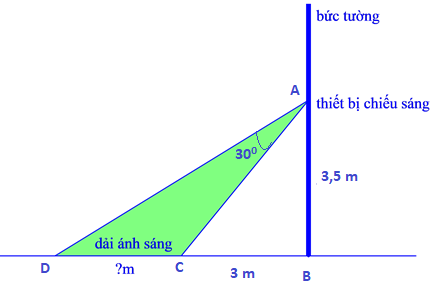 bức tường
A
thiết bị chiếu sáng
30⁰
3,5 m
dải ánh sáng
D
?m
C
3 m
B